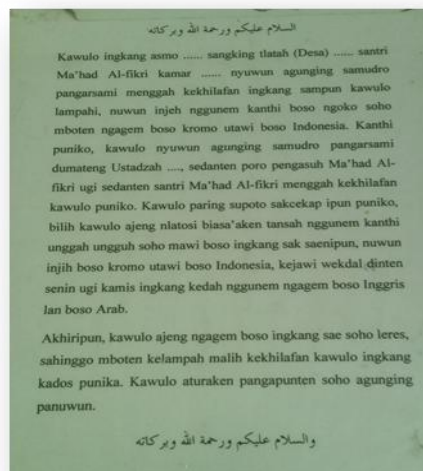 السلام عليكم ورحمة الله وبركاته
Kawulo ingkang asmo ...... sangking tlatah (Desa) ...... santri
Ma'had Al-fikri kamar ...... nyuwun agunging samudro
pangarsami menggah kekhilafan ingkang sampun kawulo
lampahi, nuwun injeh nggunem kanthi boso ngoko soho
mboten ngagem boso kromo utawi boso Indonesia. Kanthi
puniko, kawulo nyuwun agunging samudro pangarsami
dumateng Ustadzah ...., sedanten poro pengasuh Ma'had Al-
fikri ugi sedanten santri Ma'had Al-fikri menggah kekhilafan
kawulo puniko. Kawulo paring supoto sakcekap ipun puniko,
bilih kawulo ajeng nlatosi biasa'aken tansah nggunem kanthi
unggah ungguh soho mawi boso ingkang sak saenipun, nuwun
injih boso kromo utawi boso Indonesia, kejawi wekdal dinten
senin ugi kamis ingkang kedah nggunem ngagem boso Inggris
lan boso Arab.
Akhiripun, kawulo ajeng ngagem boso ingkang sae soho leres,
sahinggo mboten kelampah malih kekhilafan kawulo ingkang
kados punika. Kawulo aturaken pangapunten soho agunging
panuwun.
والسلام عليكم ورحمة الله وبركاته